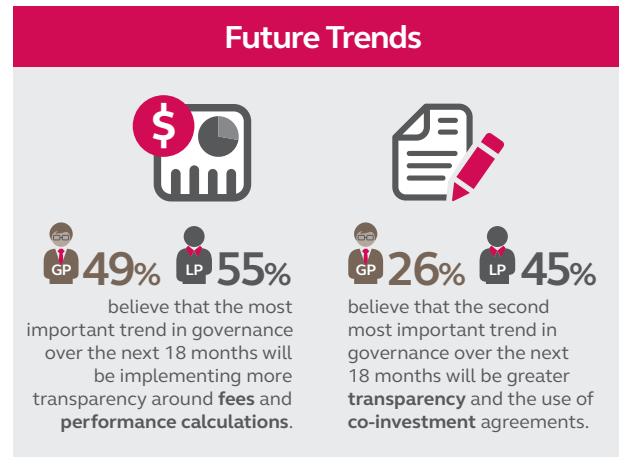 Future Trends
$
GP 49% LP 55%
believe that the most
important trend in governance
over the next 18 months will
be implementing more
transparency around fees and
performance calculations.
GP 26% LP 45%
believe that the second
most important trend in
governance over the next
18 months will be greater
transparency and the use of
co-investment agreements.